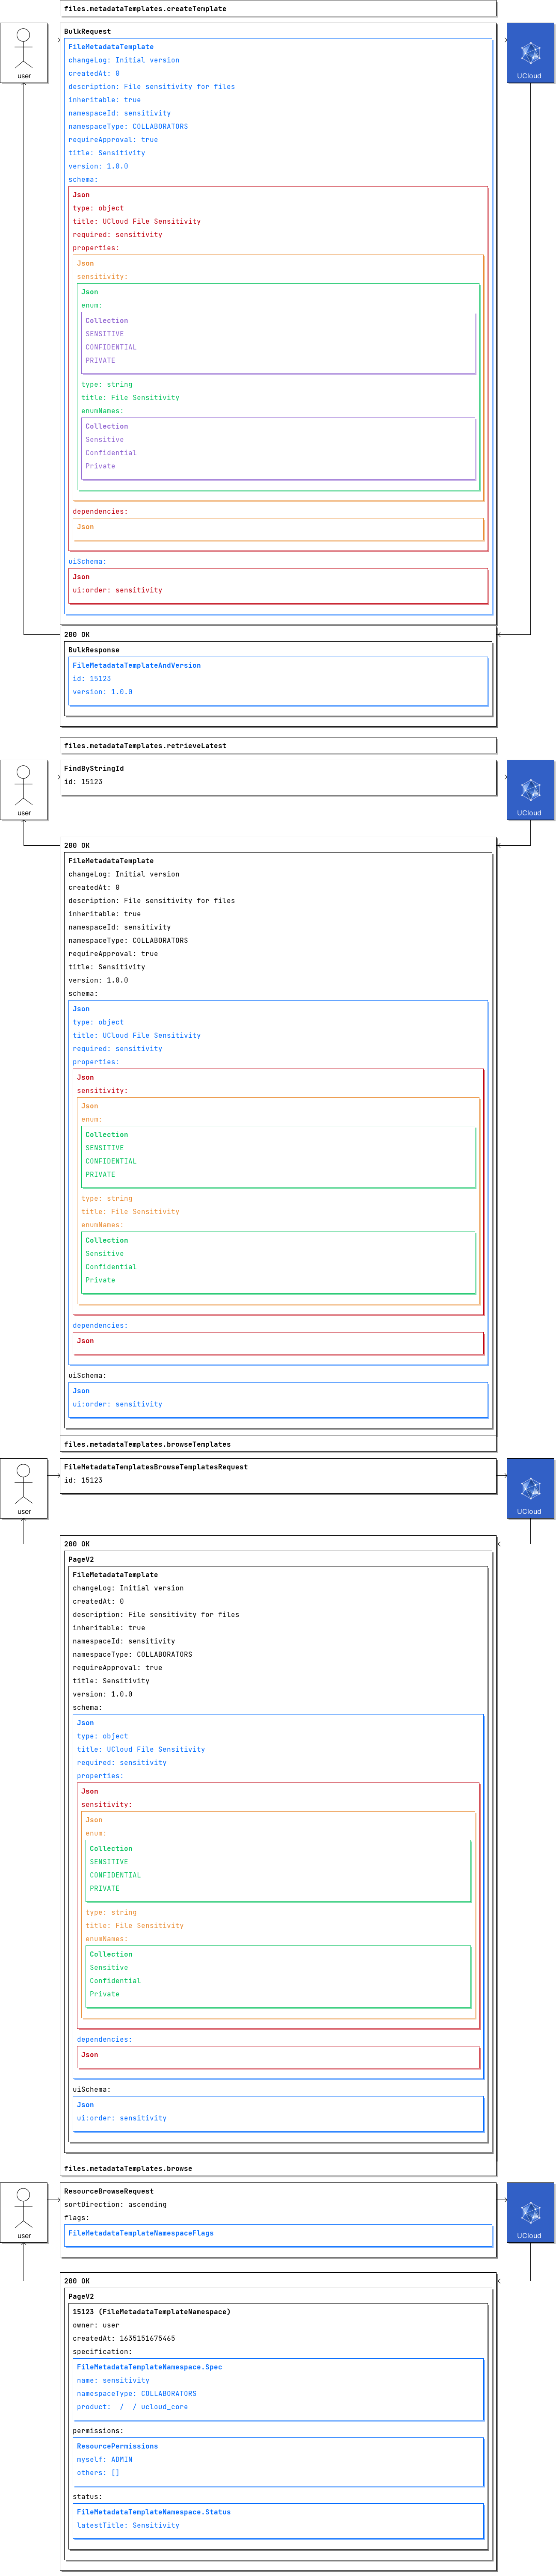 files.metadataTemplates.createTemplate
user
UCloud
BulkRequest
FileMetadataTemplate
changeLog: Initial version
createdAt: 0
description: File sensitivity for files
inheritable: true
namespaceId: sensitivity
namespaceType: COLLABORATORS
requireApproval: true
title: Sensitivity
version: 1.0.0
schema:
Json
type: object
title: UCloud File Sensitivity
required: sensitivity
properties:
Json
sensitivity:
Json
enum:
Collection
SENSITIVE
CONFIDENTIAL
PRIVATE
type: string
title: File Sensitivity
enumNames:
Collection
Sensitive
Confidential
Private
dependencies:
Json
uiSchema:
Json
ui:order: sensitivity
200 OK
BulkResponse
FileMetadataTemplateAndVersion
id: 15123
version: 1.0.0
files.metadataTemplates.retrieveLatest
user
UCloud
FindByStringId
id: 15123
200 OK
FileMetadataTemplate
changeLog: Initial version
createdAt: 0
description: File sensitivity for files
inheritable: true
namespaceId: sensitivity
namespaceType: COLLABORATORS
requireApproval: true
title: Sensitivity
version: 1.0.0
schema:
Json
type: object
title: UCloud File Sensitivity
required: sensitivity
properties:
Json
sensitivity:
Json
enum:
Collection
SENSITIVE
CONFIDENTIAL
PRIVATE
type: string
title: File Sensitivity
enumNames:
Collection
Sensitive
Confidential
Private
dependencies:
Json
uiSchema:
Json
ui:order: sensitivity
files.metadataTemplates.browseTemplates
user
UCloud
FileMetadataTemplatesBrowseTemplatesRequest
id: 15123
200 OK
PageV2
FileMetadataTemplate
changeLog: Initial version
createdAt: 0
description: File sensitivity for files
inheritable: true
namespaceId: sensitivity
namespaceType: COLLABORATORS
requireApproval: true
title: Sensitivity
version: 1.0.0
schema:
Json
type: object
title: UCloud File Sensitivity
required: sensitivity
properties:
Json
sensitivity:
Json
enum:
Collection
SENSITIVE
CONFIDENTIAL
PRIVATE
type: string
title: File Sensitivity
enumNames:
Collection
Sensitive
Confidential
Private
dependencies:
Json
uiSchema:
Json
ui:order: sensitivity
files.metadataTemplates.browse
user
UCloud
ResourceBrowseRequest
sortDirection: ascending
flags:
FileMetadataTemplateNamespaceFlags
200 OK
PageV2
15123 (FileMetadataTemplateNamespace)
owner: user
createdAt: 1635151675465
specification:
FileMetadataTemplateNamespace.Spec
name: sensitivity
namespaceType: COLLABORATORS
product: / / ucloud_core
permissions:
ResourcePermissions
myself: ADMIN
others: []
status:
FileMetadataTemplateNamespace.Status
latestTitle: Sensitivity